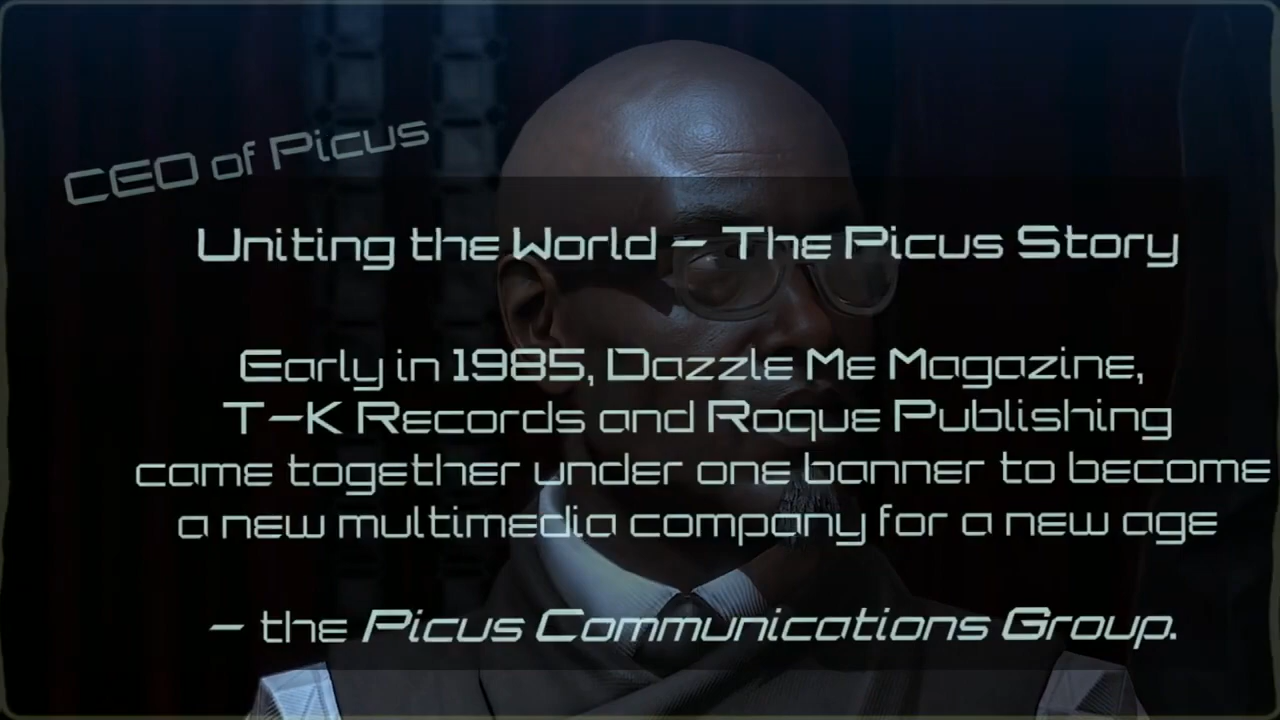 CEO of Picus
Uniting the World – The Picus Story
Early in 1985, Dazzle Me Magazine,
T-K Records and Roque Publishing
came together under one banner to become
a new multimedia company for a new age
– the Picus Communications Group.